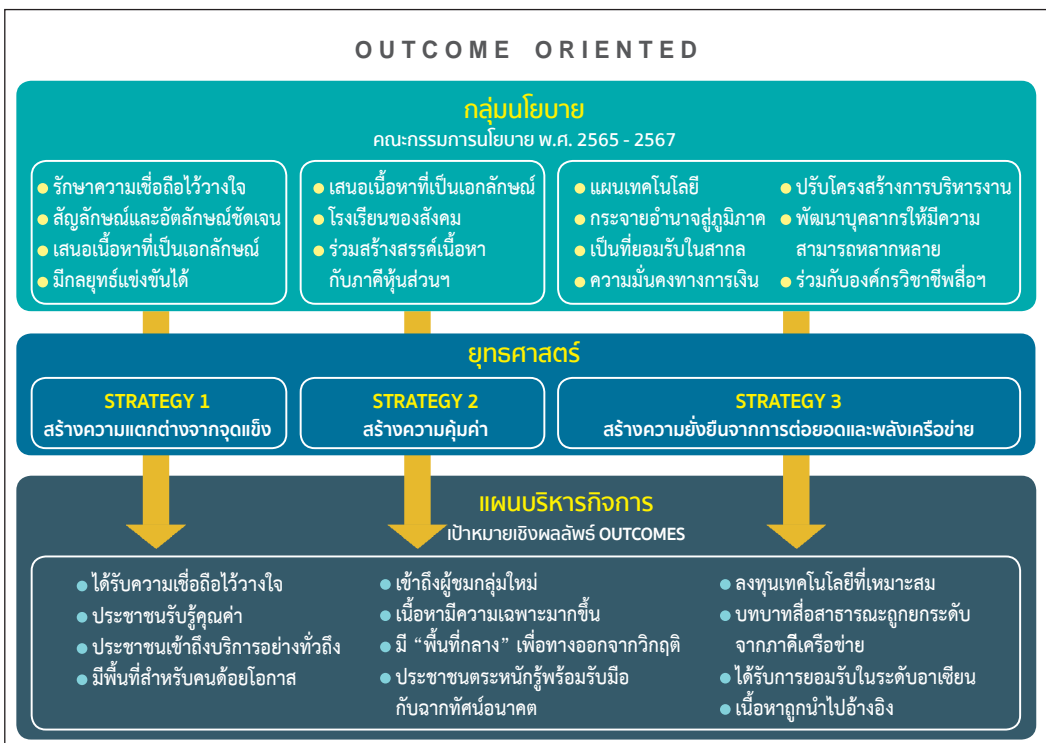 OUTCOME ORIENTED
กลุ่มนโยบาย
คณะกรรมการนโยบาย พ.ศ. 2565 - 2567
รักษาความเชื่อถือไว้วางใจ
สัญลักษณ์และอัตลักษณ์ชัดเจน
เสนอเนื้อหาที่เป็นเอกลักษณ์
มีกลยุทธ์แข่งขันได้
เสนอเนื้อหาที่เป็นเอกลักษณ์
โรงเรียนของสังคม
ร่วมสร้างสรรค์เนื้อหา
กับภาคีหุ้นส่วนฯ
แผนเทคโนโลยี
กระจายอำนาจสู่ภูมิภาค
เป็นที่ยอมรับในสากล
ความมั่นคงทางการเงิน
ปรับโครงสร้างการบริหารงาน
พัฒนาบุคลากรให้มีความ
สามารถหลากหลาย
ร่วมกับองค์กรวิชาชีพสื่อฯ
ยุทธศาสตร์
STRATEGY 1
สร้างความแตกต่างจากจุดแข็ง
STRATEGY 2
สร้างความคุ้มค่า
STRATEGY 3
สร้างความยั่งยืนจากการต่อยอดและพลังเครือข่าย
แผนบริหารกิจการ
เป้าหมายเชิงผลลัพธ์ OUTCOMES
ได้รับความเชื่อถือไว้วางใจ
ประชาชนรับรู้คุณค่า
ประชาชนเข้าถึงบริการอย่างทั่วถึง
มีพื้นที่สำหรับคนด้อยโอกาส
เข้าถึงผู้ชมกลุ่มใหม่
เนื้อหามีความเฉพาะมากขึ้น
มี “พื้นที่กลาง” เพื่อทางออกจากวิกฤติ
ประชาชนตระหนักรู้พร้อมรับมือ
กับฉากทัศน์อนาคต
ลงทุนเทคโนโลยีที่เหมาะสม
บทบาทสื่อสาธารณะถูกยกระดับ
จากภาคีเครือข่าย
ได้รับการยอมรับในระดับอาเซียน
เนื้อหาถูกนำไปอ้างอิง